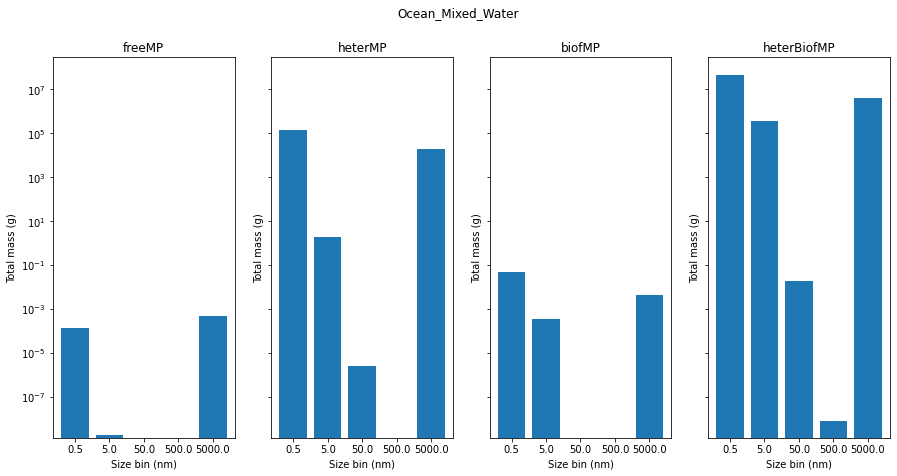 Ocean_Mixed_Water
freeMP
heterMP
biofMP
heterBiofMP
Total mass (g)
10^7
10^5
10^3
10^1
10^-1
10^-3
10^-5
10^-7
0.5 5.0 50.0 500.0 5000.0
Size bin (nm)
Total mass (g)
0.5 5.0 50.0 500.0 5000.0
Size bin (nm)
Total mass (g)
0.5 5.0 50.0 500.0 5000.0
Size bin (nm)
Total mass (g)
0.5 5.0 50.0 500.0 5000.0
Size bin (nm)